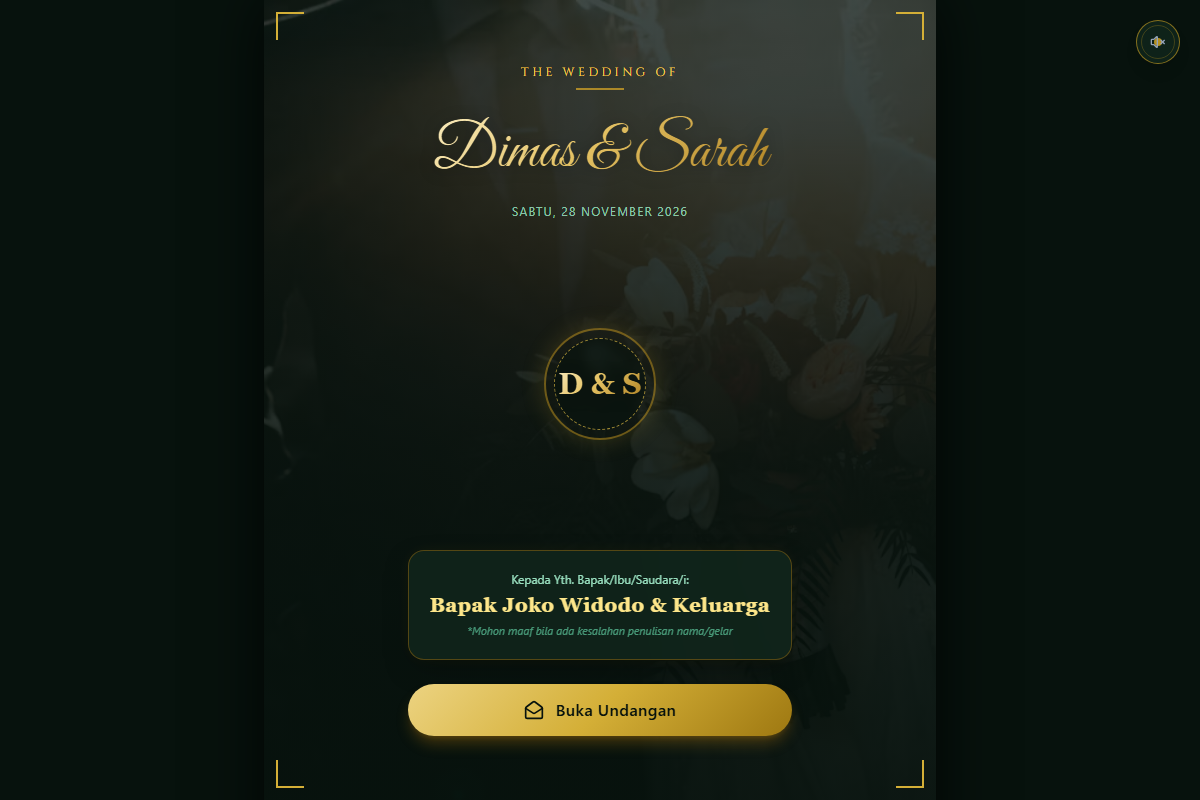 THE WEDDING OF
Dimas & Sarah
SABTU, 28 NOVEMBER 2026
D & S
Kepada Yth. Bapak/Ibu/Saudara/i:
Bapak Joko Widodo & Keluarga
*Mohon maaf bila ada kesalahan penulisan nama/gelar
Buka Undangan